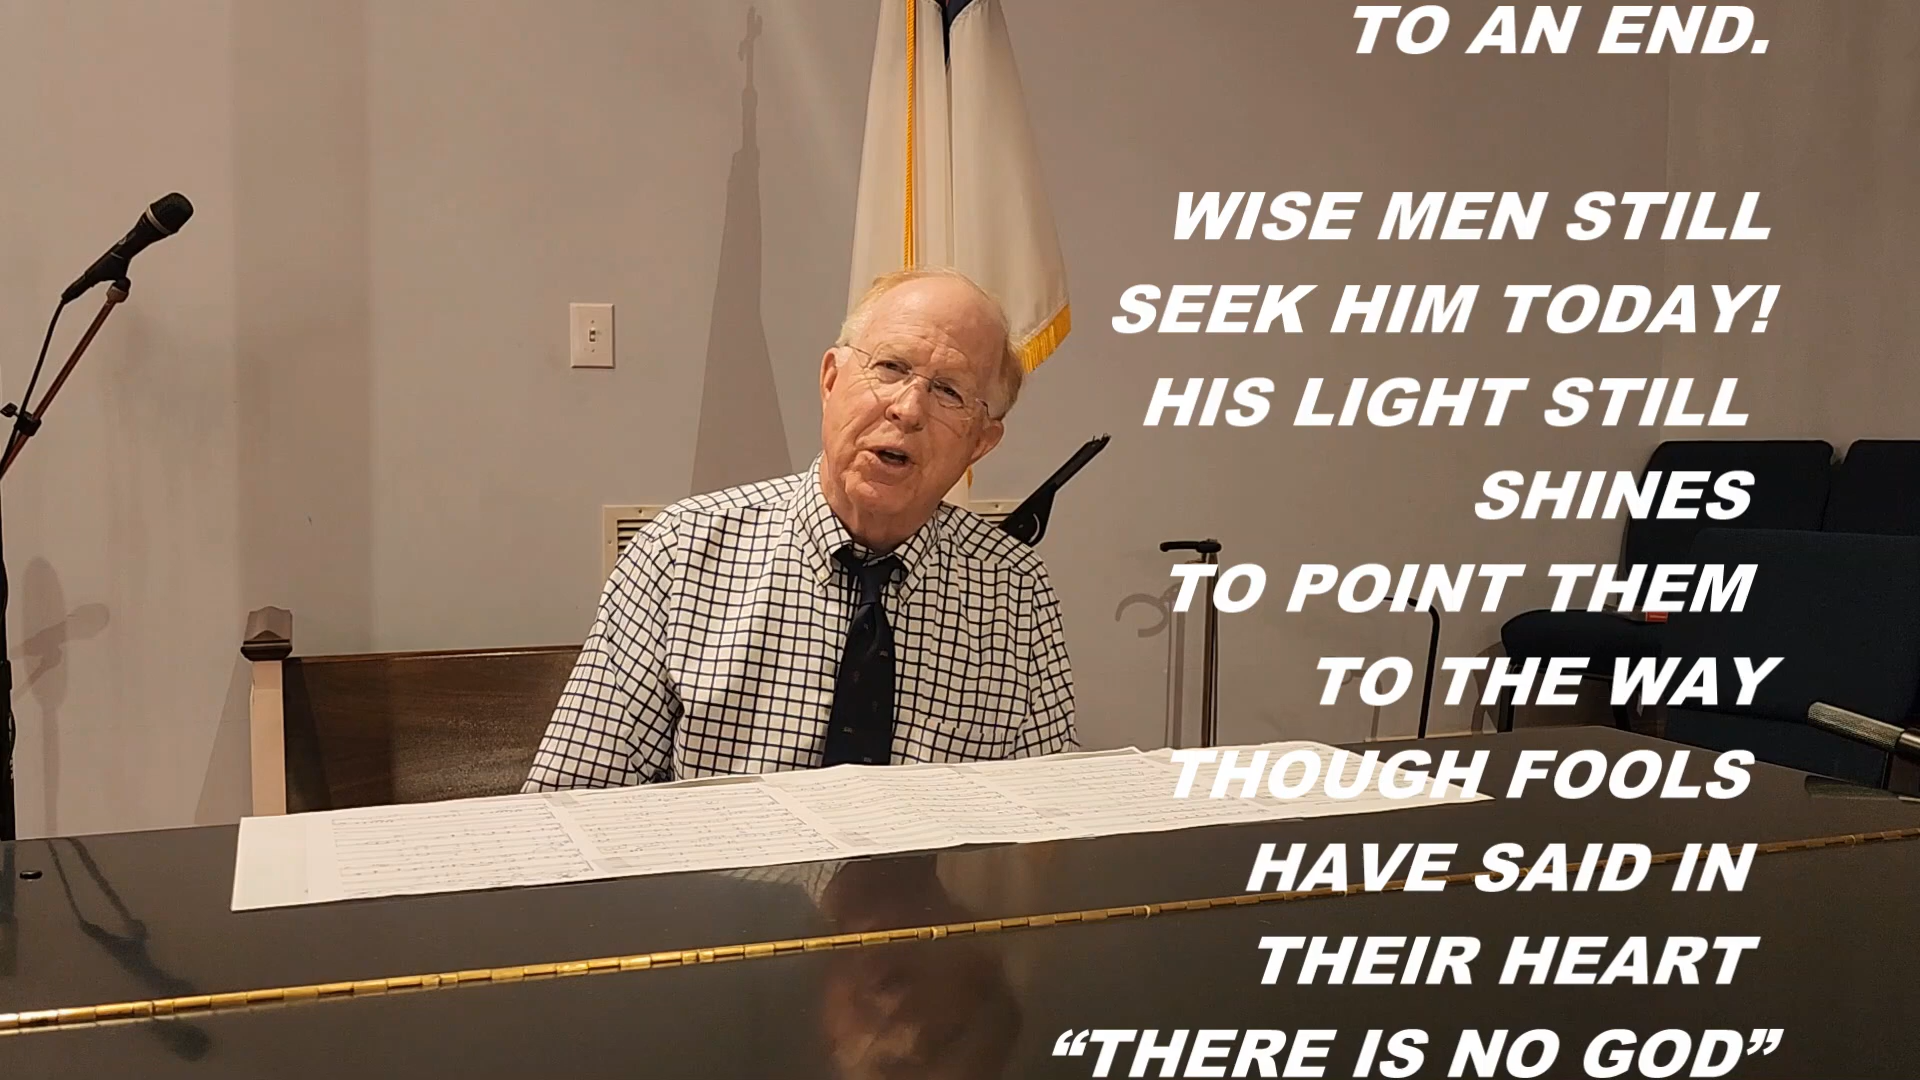 TO AN END.
WISE MEN STILL
SEEK HIM TODAY!
HIS LIGHT STILL
SHINES
TO POINT THEM
TO THE WAY
THOUGH FOOLS
HAVE SAID IN
THEIR HEART
“THERE IS NO GOD”